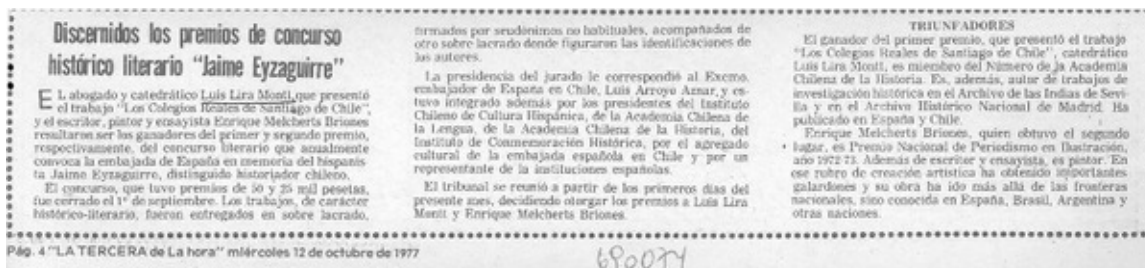 Discernidos los premios de concurso
histórico literario "Jaime Eyzaguirre"
EL abogado y catedrático Luis Lira Montt que presentó
el trabajo "Los Colegios Reales de Santiago de Chile",
y el escritor, pintor y ensayista Enrique Melcherts Briones
resultaron ser los ganadores del primer y segundo premio,
respectivamente, del concurso literario que anualmente
convoca la embajada de España en memoria del hispanis
ta Jaime Eyzaguirre, distinguido historiador chileno.
El concurso, que tuvo premios de 50 y 25 mil pesetas,
fue cerrado el 1º de septiembre. Los trabajos, de carácter
histórico-literario, fueron entregados en sobre lacrado,
firmados por seudónimos no habituales, acompañados de
otro sobre lacrado donde figuraran las identificaciones de
los autores.
La presidencia del jurado le correspondió al Excmo.
embajador de España en Chile, Luis Arroyo Aznar, y es-
tuvo integrado además por los presidentes del Instituto
Chileno de Cultura Hispánica, de la Academia Chilena de
la Lengua, de la Academia Chilena de la Historia, del
Instituto de Conmemoración Histórica, por el agregado
cultural de la embajada española en Chile y por un
representante de la instituciones españolas.
El tribunal se reunió a partir de los primeros días del
presente mes, decidiendo otorgar los premios a Luis Lira
Montt y Enrique Melcherts Briones.
TRIUNFADORES
El ganador del primer premio, que presentó el trabajo
"Los Colegios Reales de Santiago de Chile", catedrático
Luis Lira Montt, es miembro del Número de la Academia
Chilena de la Historia. Es, además, autor de trabajos de
investigación histórica en el Archivo de las Indias de Sevi-
lla y en el Archivo Histórico Nacional de Madrid. Ha
publicado en España y Chile.
Enrique Melcherts Briones, quien obtuvo el segundo
lugar, es Premio Nacional de Periodismo en Ilustración,
año 1972-73. Además de escritor y ensayista, es pintor. En
ese rubro de creación artística ha obtenido importantes
galardones y su obra ha ido más allá de las fronteras
nacionales, sino conocida en España, Brasil, Argentina y
otras naciones.
Pág. 4 "LA TERCERA de La hora" miércoles 12 de octubre de 1977
680074